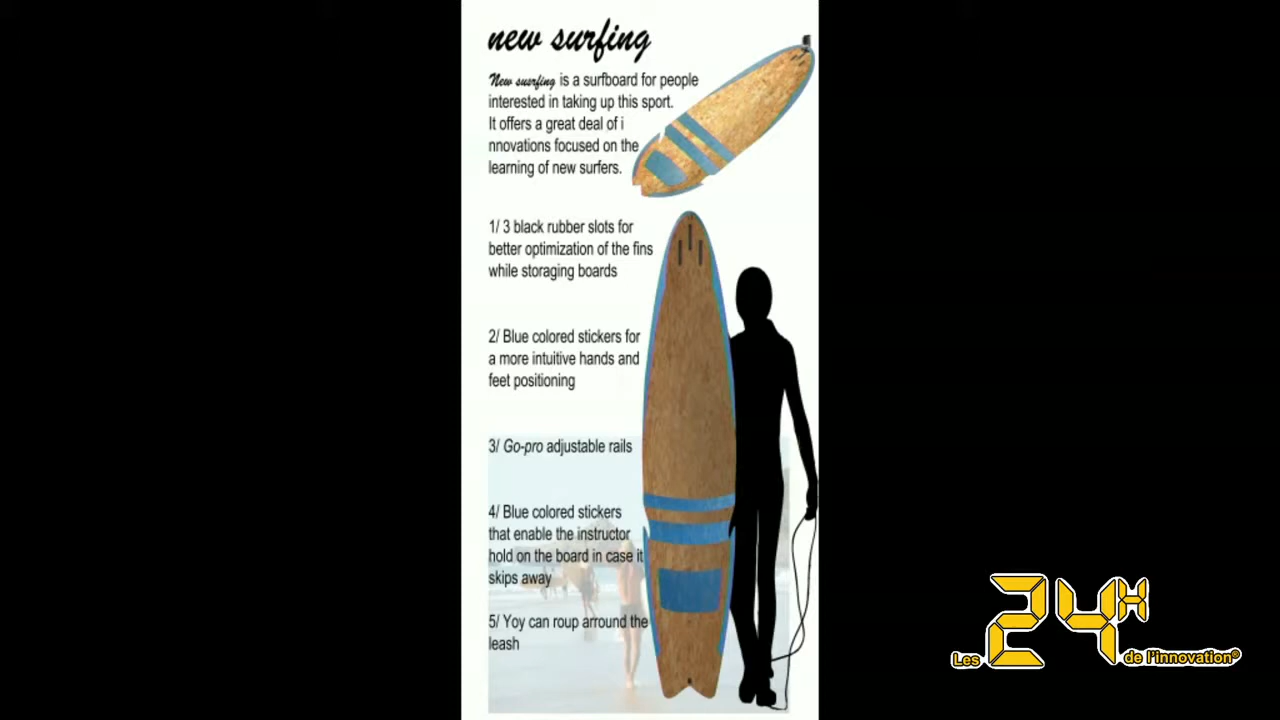 new surfing
New susrfing is a surfboard for people
interested in taking up this sport.
It offers a great deal of i
nnovations focused on the
learning of new surfers.
1/ 3 black rubber slots for
better optimization of the fins
while storaging boards
2/ Blue colored stickers for
a more intuitive hands and
feet positioning
3/ Go-pro adjustable rails
4/ Blue colored stickers
that enable the instructor
hold on the board in case it
skips away
5/ Yoy can roup arround the
leash
Les 24H de l'innovation®